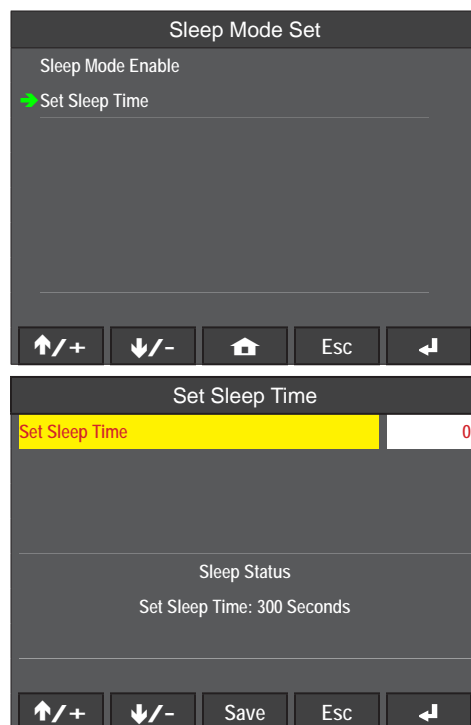 Sleep Mode Set
Sleep Mode Enable
Set Sleep Time
↑/+ ↓/- Esc
Set Sleep Time
Set Sleep Time 0
Sleep Status
Set Sleep Time: 300 Seconds
↑/+ ↓/- Save Esc